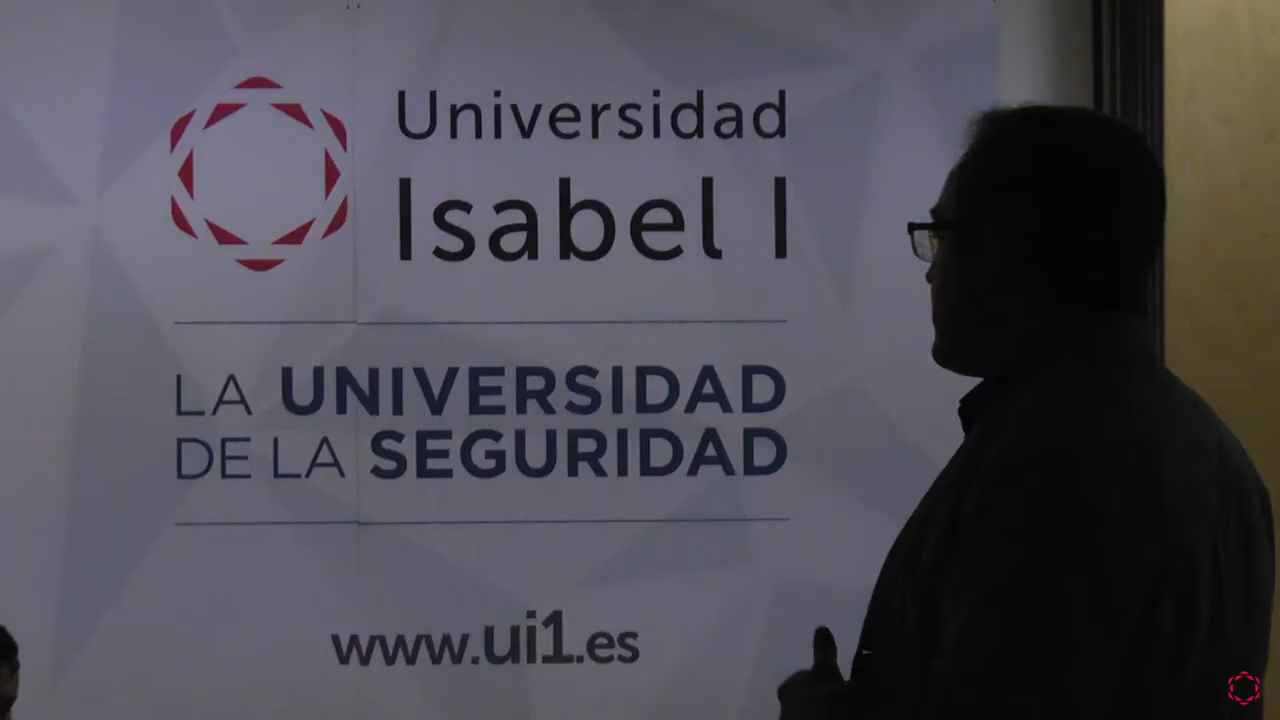 Universidad
Isabel I
LA UNIVERSIDAD
DE LA SEGURIDAD
www.ui1.es